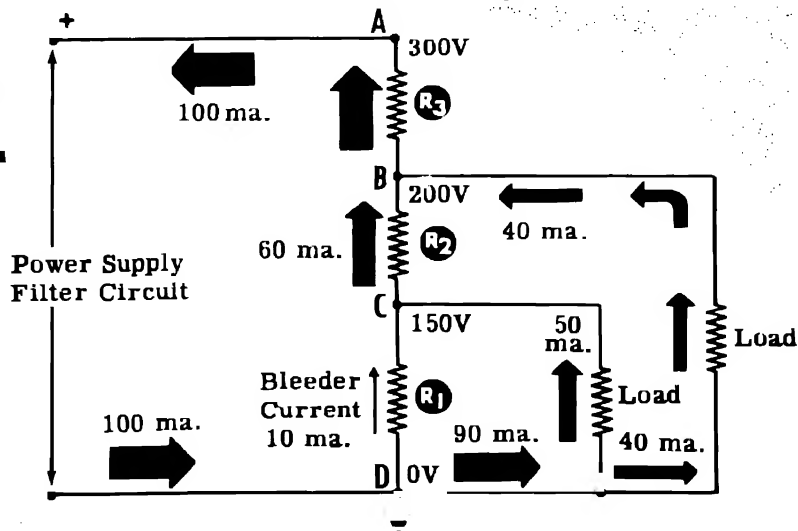 +
A
300V
100 ma.
R3
B
200V
40 ma.
60 ma.
R2
Power Supply
Filter Circuit
C
150V
50
ma.
Load
Bleeder
Current
10 ma.
R1
Load
100 ma.
90 ma.
40 ma.
D
0V